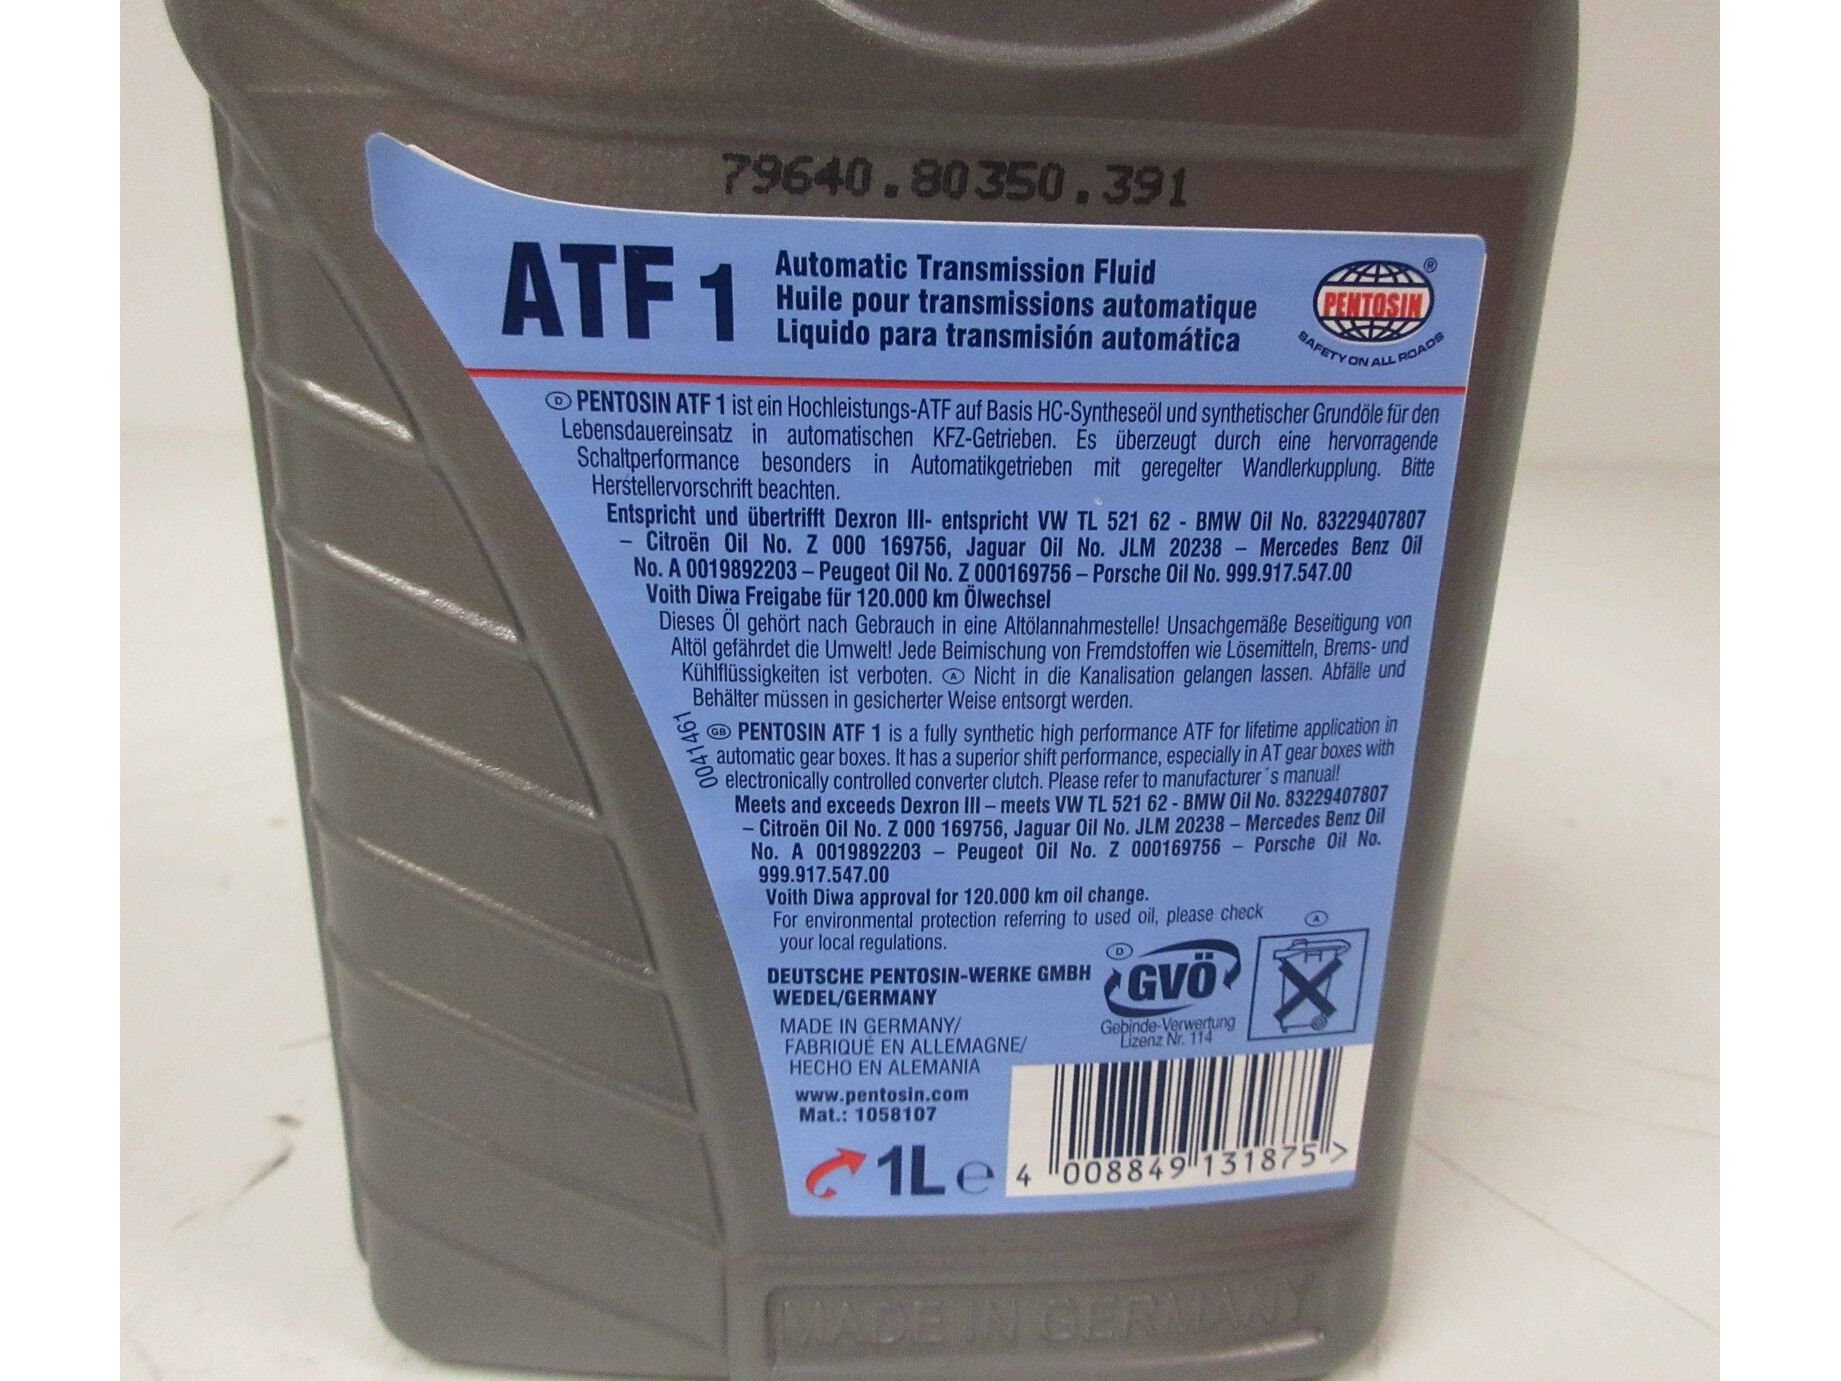 79640.80350.391
ATF 1
Automatic Transmission Fluid
Huile pour transmissions automatique
Liquido para transmisión automática
PENTOSIN ®
SAFETY ON ALL ROADS
D PENTOSIN ATF 1 ist ein Hochleistungs-ATF auf Basis HC-Syntheseöl und synthetischer Grundöle für den
Lebensdauereinsatz in automatischen KFZ-Getrieben. Es überzeugt durch eine hervorragende
Schaltperformance besonders in Automatikgetrieben mit geregelter Wandlerkupplung. Bitte
Herstellervorschrift beachten.
Entspricht und übertrifft Dexron III- entspricht VW TL 521 62 - BMW Oil No. 83229407807
– Citroën Oil No. Z 000 169756, Jaguar Oil No. JLM 20238 – Mercedes Benz Oil
No. A 0019892203 – Peugeot Oil No. Z 000169756 – Porsche Oil No. 999.917.547.00
Voith Diwa Freigabe für 120.000 km Ölwechsel
Dieses Öl gehört nach Gebrauch in eine Altölannahmestelle! Unsachgemäße Beseitigung von
Altöl gefährdet die Umwelt! Jede Beimischung von Fremdstoffen wie Lösemitteln, Brems- und
Kühlflüssigkeiten ist verboten. A Nicht in die Kanalisation gelangen lassen. Abfälle und
Behälter müssen in gesicherter Weise entsorgt werden.
0041461
GB PENTOSIN ATF 1 is a fully synthetic high performance ATF for lifetime application in
automatic gear boxes. It has a superior shift performance, especially in AT gear boxes with
electronically controlled converter clutch. Please refer to manufacturer´s manual!
Meets and exceeds Dexron III – meets VW TL 521 62 - BMW Oil No. 83229407807
– Citroën Oil No. Z 000 169756, Jaguar Oil No. JLM 20238 – Mercedes Benz Oil
No. A 0019892203 – Peugeot Oil No. Z 000169756 – Porsche Oil No.
999.917.547.00
Voith Diwa approval for 120.000 km oil change.
For environmental protection referring to used oil, please check
your local regulations.
DEUTSCHE PENTOSIN-WERKE GMBH
WEDEL/GERMANY
MADE IN GERMANY/
FABRIQUÉ EN ALLEMAGNE/
HECHO EN ALEMANIA
www.pentosin.com
Mat.: 1058107
1L e
D
GVÖ
Gebinde-Verwertung
Lizenz Nr. 114
A
4 008849 131875 >
MADE IN GERMANY